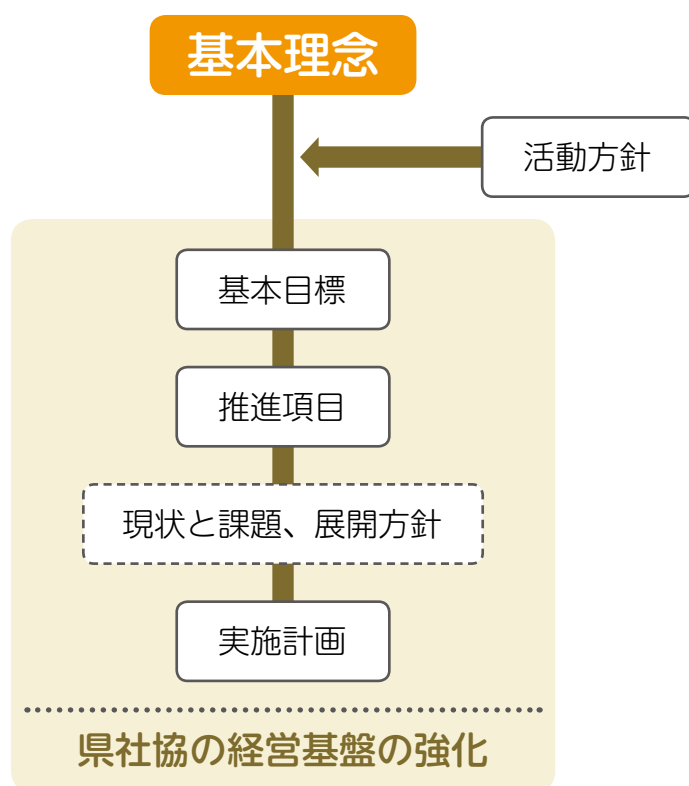 基本理念
活動方針
基本目標
推進項目
現状と課題、展開方針
実施計画
県社協の経営基盤の強化